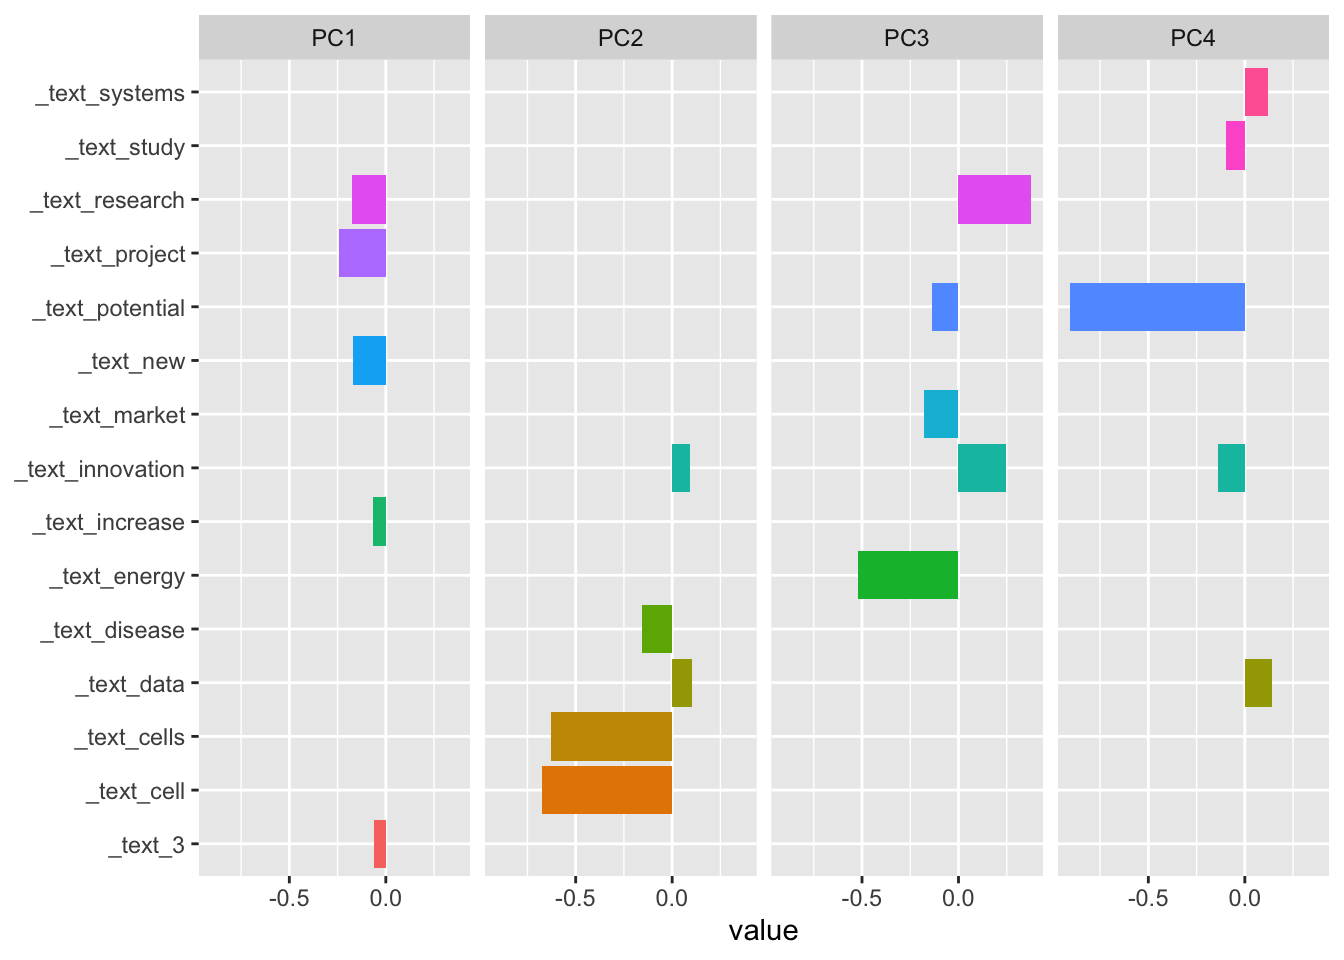 PC1 PC2 PC3 PC4
_text_systems
_text_study
_text_research
_text_project
_text_potential
_text_new
_text_market
_text_innovation
_text_increase
_text_energy
_text_disease
_text_data
_text_cells
_text_cell
_text_3
-0.5 0.0 -0.5 0.0 -0.5 0.0 -0.5 0.0
value